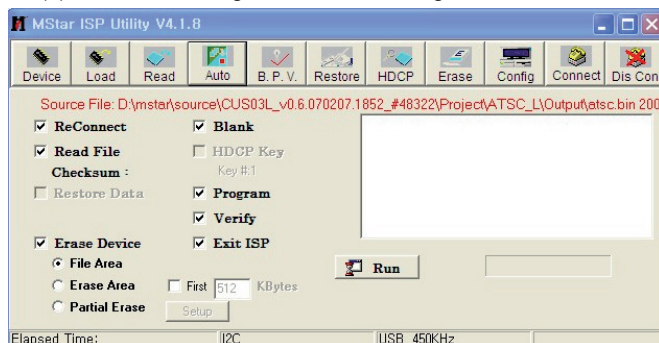 MStar ISP Utility V4.1.8
Device Load Read Auto B. P. V. Restore HDCP Erase Config Connect Dis Con
Source File: D:\mstar\source\CUS03L_v0.6.070207.1852_#48322\Project\ATSC_L\Output\atsc.bin 200
ReConnect Blank
Read File HDCP Key
Checksum : Key #:1
Restore Data Program
Verify
Erase Device Exit ISP
File Area Run
Erase Area First 512 KBytes
Partial Erase Setup
Elapsed Time: I2C USB 450KHz